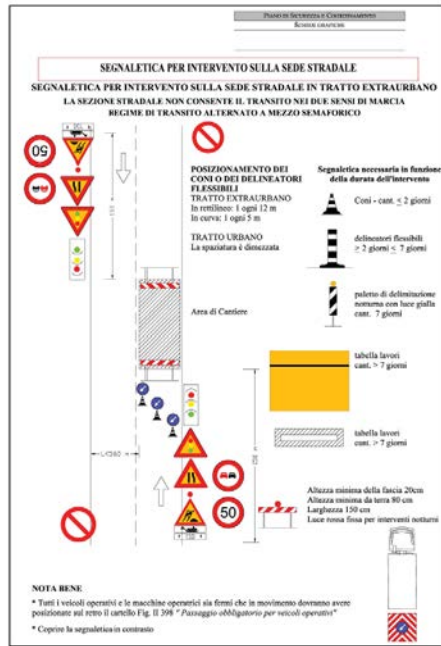 PIANO DI SICUREZZA E COORDINAMENTO
SCHEDE GRAFICHE
SEGNALETICA PER INTERVENTO SULLA SEDE STRADALE
SEGNALETICA PER INTERVENTO SULLA SEDE STRADALE IN TRATTO EXTRAURBANO
LA SEZIONE STRADALE NON CONSENTE IL TRANSITO NEI DUE SENSI DI MARCIA
REGIME DI TRANSITO ALTERNATO A MEZZO SEMAFORICO
50
POSIZIONAMENTO DEI
CONI O DEI DELINEATORI
FLESSIBILI
TRATTO EXTRAURBANO
In rettilineo: 1 ogni 12 m
In curva: 1 ogni 5 m
TRATTO URBANO
La spaziatura è dimezzata
Segnaletica necessaria in funzione
della durata dell'intervento
Coni - cant. ≤ 2 giorni
delineatori flessibili
≥ 2 giorni ≤ 7 giorni
paletto di delimitazione
notturna con luce gialla
cant. 7 giorni
Area di Cantiere
tabella lavori
cant. > 7 giorni
tabella lavori
cant. > 7 giorni
50
Altezza minima della fascia 20cm
Altezza minima da terra 80 cm
Larghezza 150 cm
Luce rossa fissa per interventi notturni
NOTA BENE
* Tutti i veicoli operativi e le macchine operatrici sia fermi che in movimento dovranno avere
posizionate sul retro il cartello Fig. II 398 " Passaggio obbligatorio per veicoli operativi"
* Coprire la segnaletica in contrasto